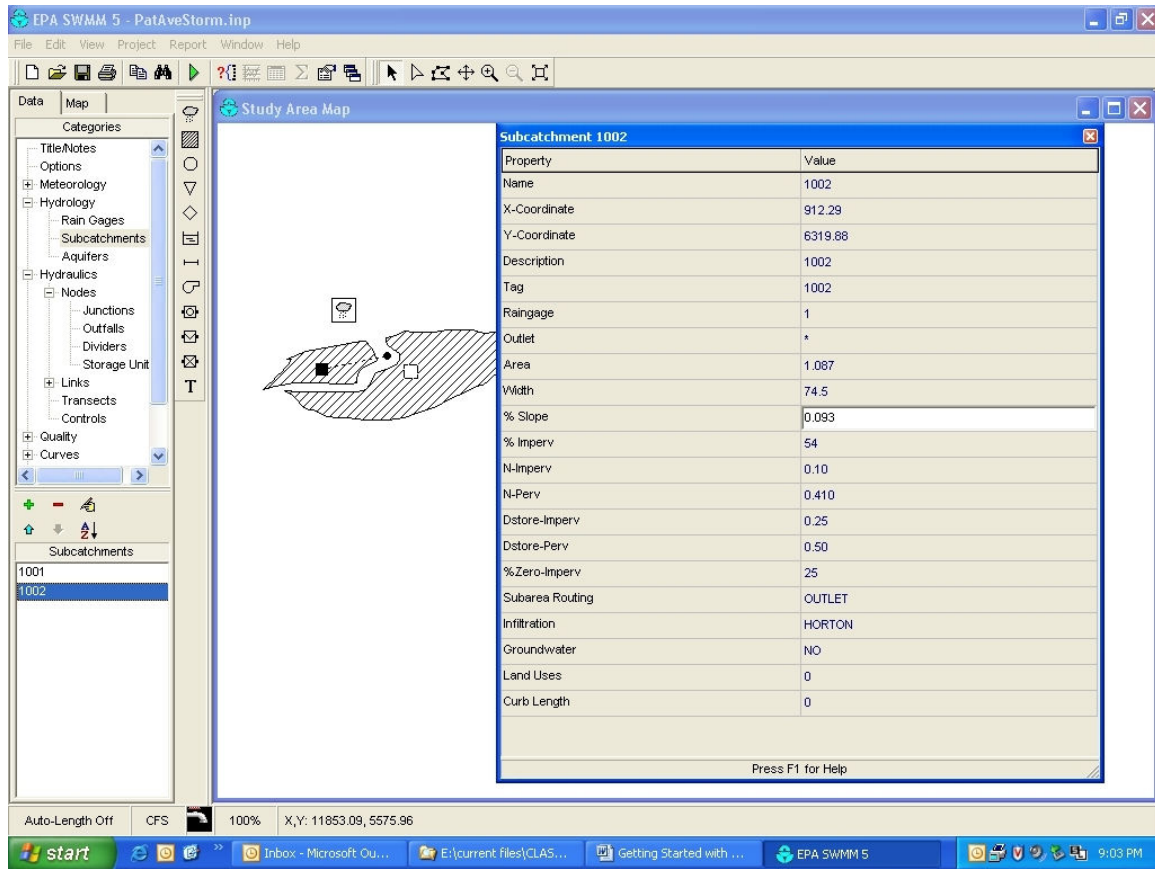 EPA SWMM 5 - PatAveStorm.inp
File Edit View Project Report Window Help
Data Map
Categories
Title/Notes
Options
Meteorology
Hydrology
Rain Gages
Subcatchments
Aquifers
Hydraulics
Nodes
Junctions
Outfalls
Dividers
Storage Unit
Links
Transects
Controls
Quality
Curves
Subcatchments
1001
1002
T
Study Area Map
Subcatchment 1002
Property Value
Name 1002
X-Coordinate 912.29
Y-Coordinate 6319.88
Description 1002
Tag 1002
Raingage 1
Outlet *
Area 1.087
Width 74.5
% Slope 0.093
% Imperv 54
N-Imperv 0.10
N-Perv 0.410
Dstore-Imperv 0.25
Dstore-Perv 0.50
%Zero-Imperv 25
Subarea Routing OUTLET
Infiltration HORTON
Groundwater NO
Land Uses 0
Curb Length 0
Press F1 for Help
Auto-Length Off CFS 100% X,Y: 11853.09, 5575.96
start Inbox - Microsoft Ou... E:\current files\CLAS... Getting Started with ... EPA SWMM 5 9:03 PM